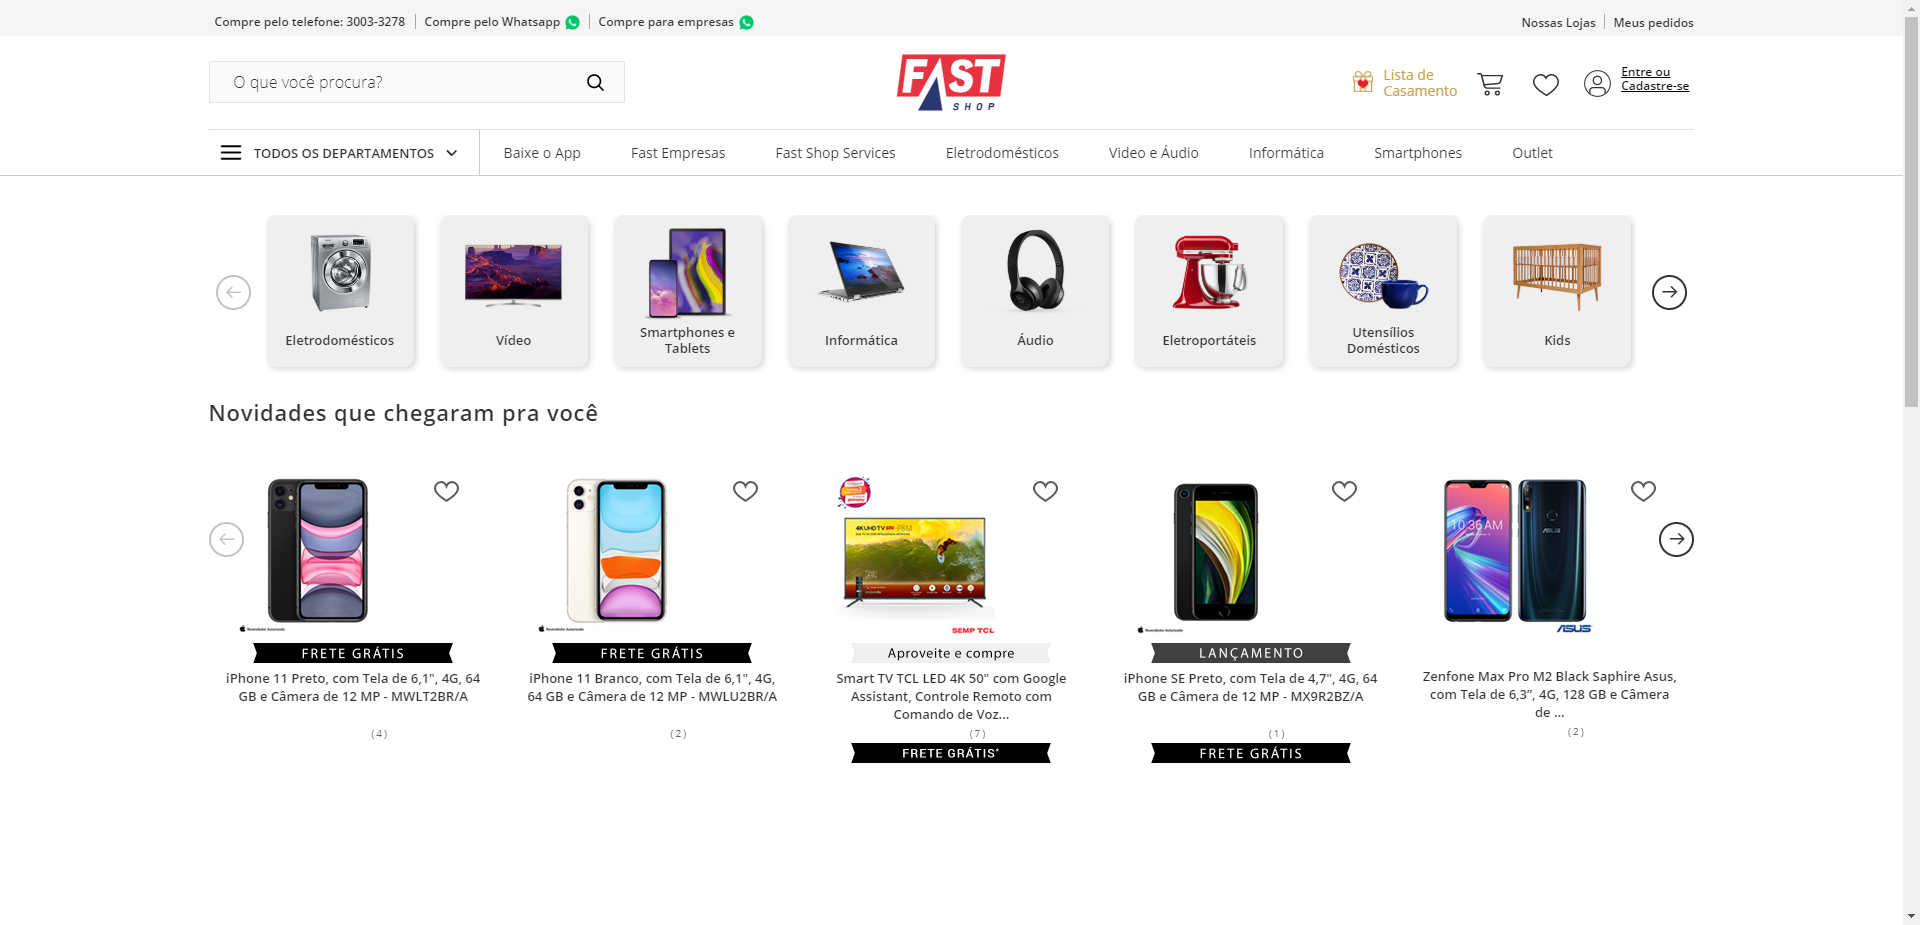 Compre pelo telefone: 3003-3278
Compre pelo Whatsapp
Compre para empresas
Nossas Lojas
Meus pedidos
O que você procura?
FAST
SHOP
Lista de
Casamento
Entre ou
Cadastre-se
TODOS OS DEPARTAMENTOS
Baixe o App
Fast Empresas
Fast Shop Services
Eletrodomésticos
Video e Áudio
Informática
Smartphones
Outlet
Eletrodomésticos
Vídeo
Smartphones e
Tablets
Informática
Áudio
Eletroportáteis
Utensílios
Domésticos
Kids
Novidades que chegaram pra você
FRETE GRÁTIS
iPhone 11 Preto, com Tela de 6,1", 4G, 64
GB e Câmera de 12 MP - MWLT2BR/A
(4)
FRETE GRÁTIS
iPhone 11 Branco, com Tela de 6,1", 4G,
64 GB e Câmera de 12 MP - MWLU2BR/A
(2)
4K UHD TV P8M
SEMP TCL
Aproveite e compre
Smart TV TCL LED 4K 50" com Google
Assistant, Controle Remoto com
Comando de Voz...
(7)
FRETE GRÁTIS*
LANÇAMENTO
iPhone SE Preto, com Tela de 4,7", 4G, 64
GB e Câmera de 12 MP - MX9R2BZ/A
(1)
FRETE GRÁTIS
10:36 AM
ASUS
ASUS
Zenfone Max Pro M2 Black Saphire Asus,
com Tela de 6,3”, 4G, 128 GB e Câmera
de ...
(2)